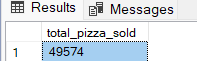 Results Messages
total_pizza_sold
1 49574